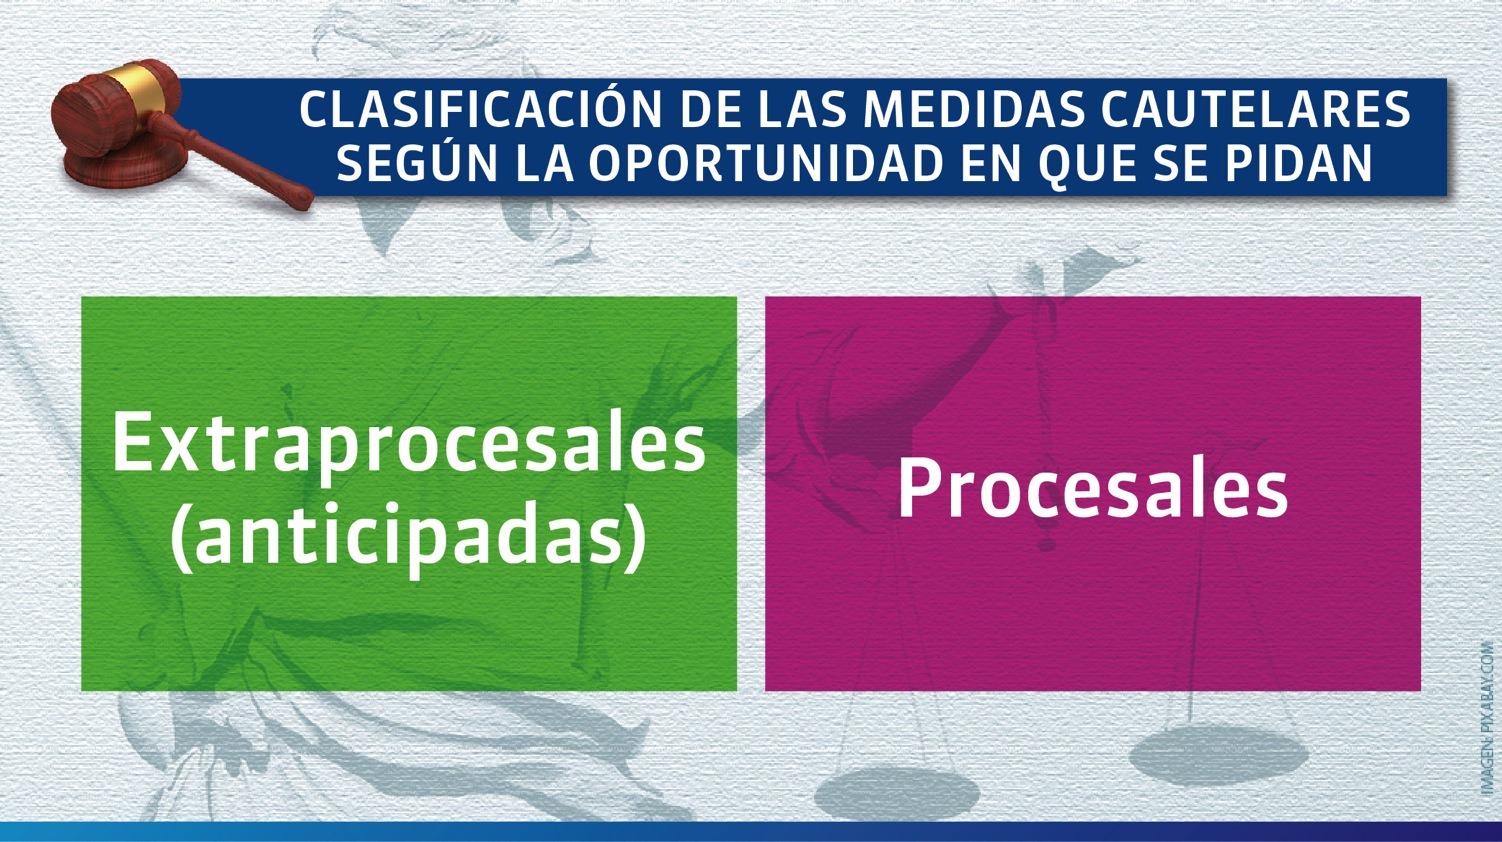 CLASIFICACIÓN DE LAS MEDIDAS CAUTELARES
SEGÚN LA OPORTUNIDAD EN QUE SE PIDAN
Extraprocesales
(anticipadas)
Procesales
IMAGEN: PIXABAY.COM